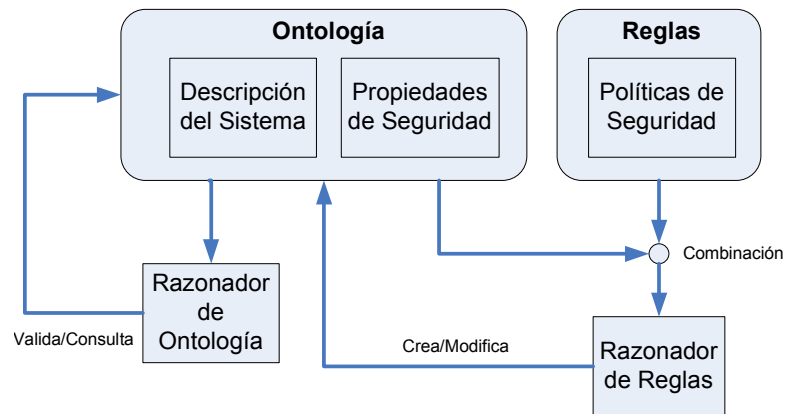 Ontología
Reglas
Descripción
del Sistema
Propiedades
de Seguridad
Políticas de
Seguridad
Combinación
Razonador
de
Ontología
Valida/Consulta
Crea/Modifica
Razonador
de Reglas